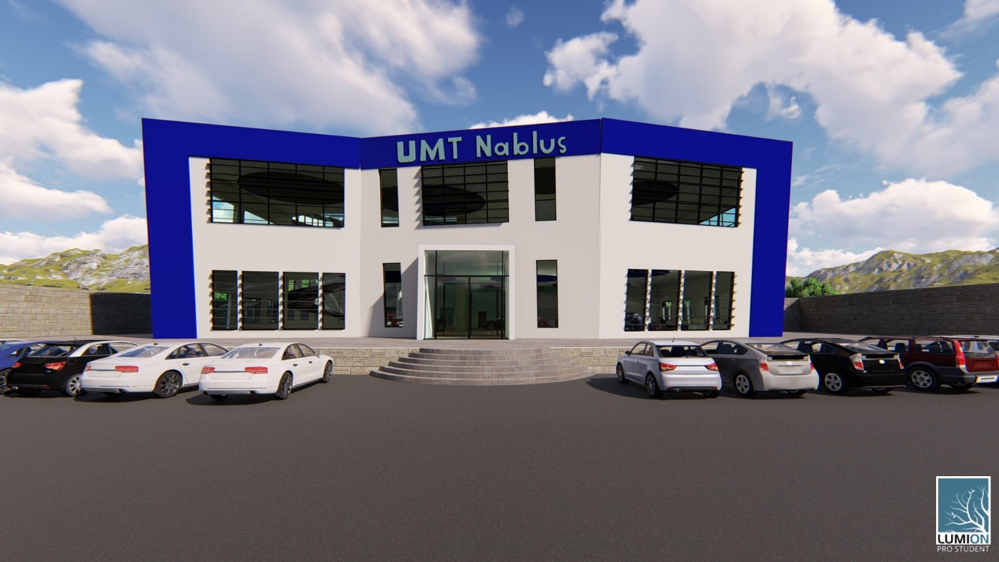 UMT Nablus
LUMION
PRO STUDENT